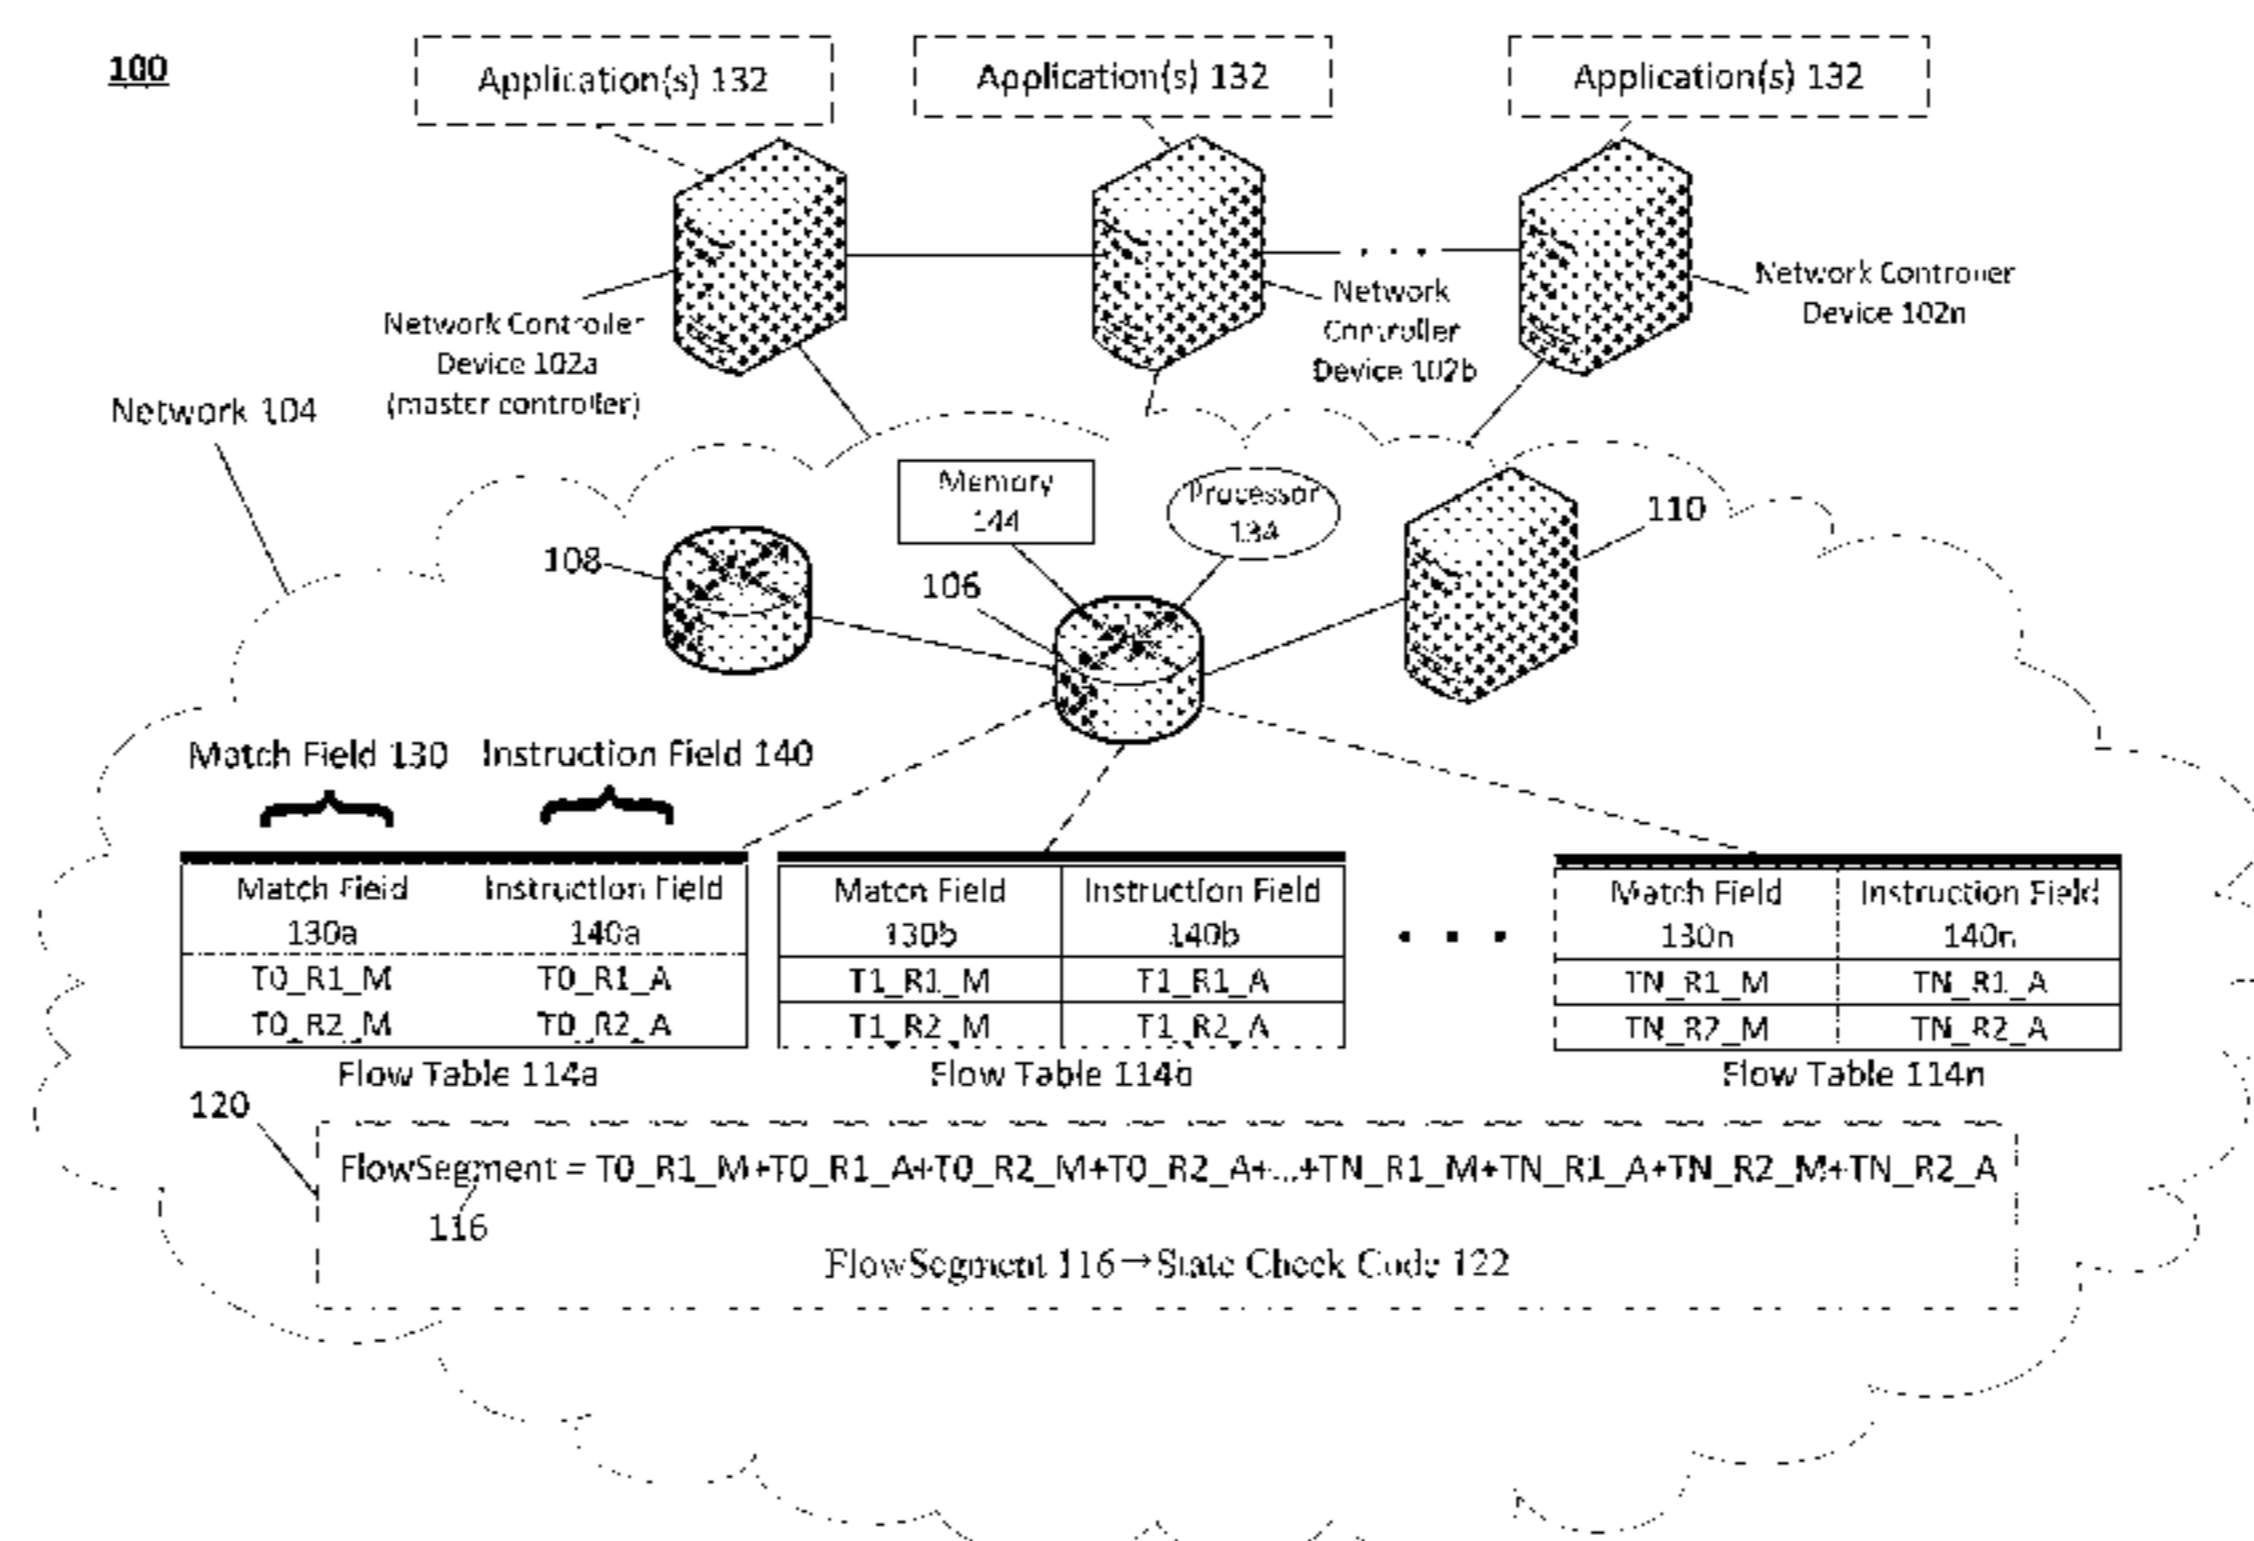 100
Application(s) 132
Application(s) 132
Application(s) 132
Network Controller
Device 102a
(master controller)
Network
Controller
Device 102b
Network Controller
Device 102n
Network 104
Memory
144
Processor
134
108
106
110
Match Field 130 Instruction Field 140
Match Field Instruction Field
130a 140a
T0_R1_M T0_R1_A
T0_R2_M T0_R2_A
Flow Table 114a
Match Field Instruction Field
130b 140b
T1_R1_M T1_R1_A
T1_R2_M T1_R2_A
Flow Table 114b
. . .
Match Field Instruction Field
130n 140n
TN_R1_M TN_R1_A
TN_R2_M TN_R2_A
Flow Table 114n
120
FlowSegment = T0_R1_M+T0_R1_A+T0_R2_M+T0_R2_A+...+TN_R1_M+TN_R1_A+TN_R2_M+TN_R2_A
116
FlowSegment 116→State Check Code 122